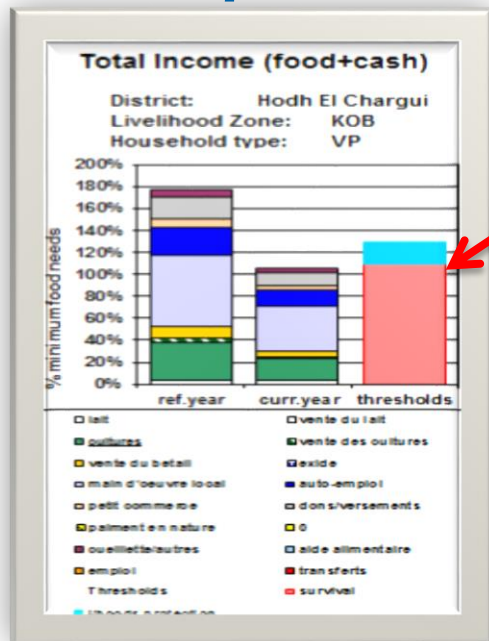 Total Income (food+cash)
District: Hodh El Chargui
Livelihood Zone: KOB
Household type: VP
% minimum food needs
200%
180%
160%
140%
120%
100%
80%
60%
40%
20%
0%
ref.year curr.year thresholds
lait vente du lait
cultures vente des cultures
vente du betail exide
main d'oeuvre local auto-emploi
petit commerce dons/versements
paiment en nature 0
cueillette/autres aide alimentaire
emploi transferts
Thresholds survival